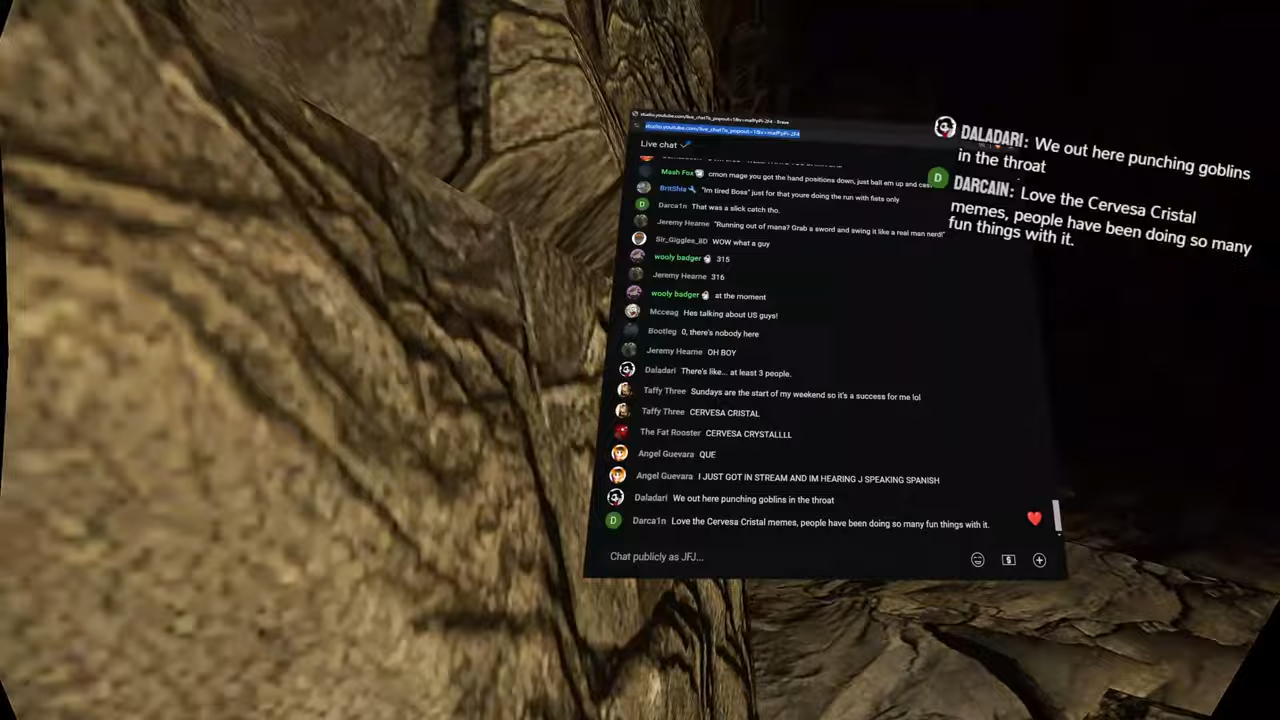 Live chat
Mash Fox cmon mage you got the hand positions down, just ball em up and
BritShia "Im tired Boss" just for that youre doing the run with fists only
Darca1n That was a slick catch tho.
Jeremy Hearne "Running out of mana? Grab a sword and swing it like a real man nerd!"
Sir_Giggles_8D WOW what a guy
wooly badger 315
Jeremy Hearne 316
wooly badger at the moment
Mcceag Hes talking about US guys!
Bootleg 0, there's nobody here
Jeremy Hearne OH BOY
Daladari There's like... at least 3 people.
Taffy Three Sundays are the start of my weekend so it's a success for me lol
Taffy Three CERVESA CRISTAL
The Fat Rooster CERVESA CRYSTALLLL
Angel Guevara QUE
Angel Guevara I JUST GOT IN STREAM AND IM HEARING J SPEAKING SPANISH
Daladari We out here punching goblins in the throat
D Darca1n Love the Cervesa Cristal memes, people have been doing so many fun things with it.
Chat publicly as JFJ...
DALADARI: We out here punching goblins
in the throat
D DARCAIN: Love the Cervesa Cristal
memes, people have been doing so many
fun things with it.